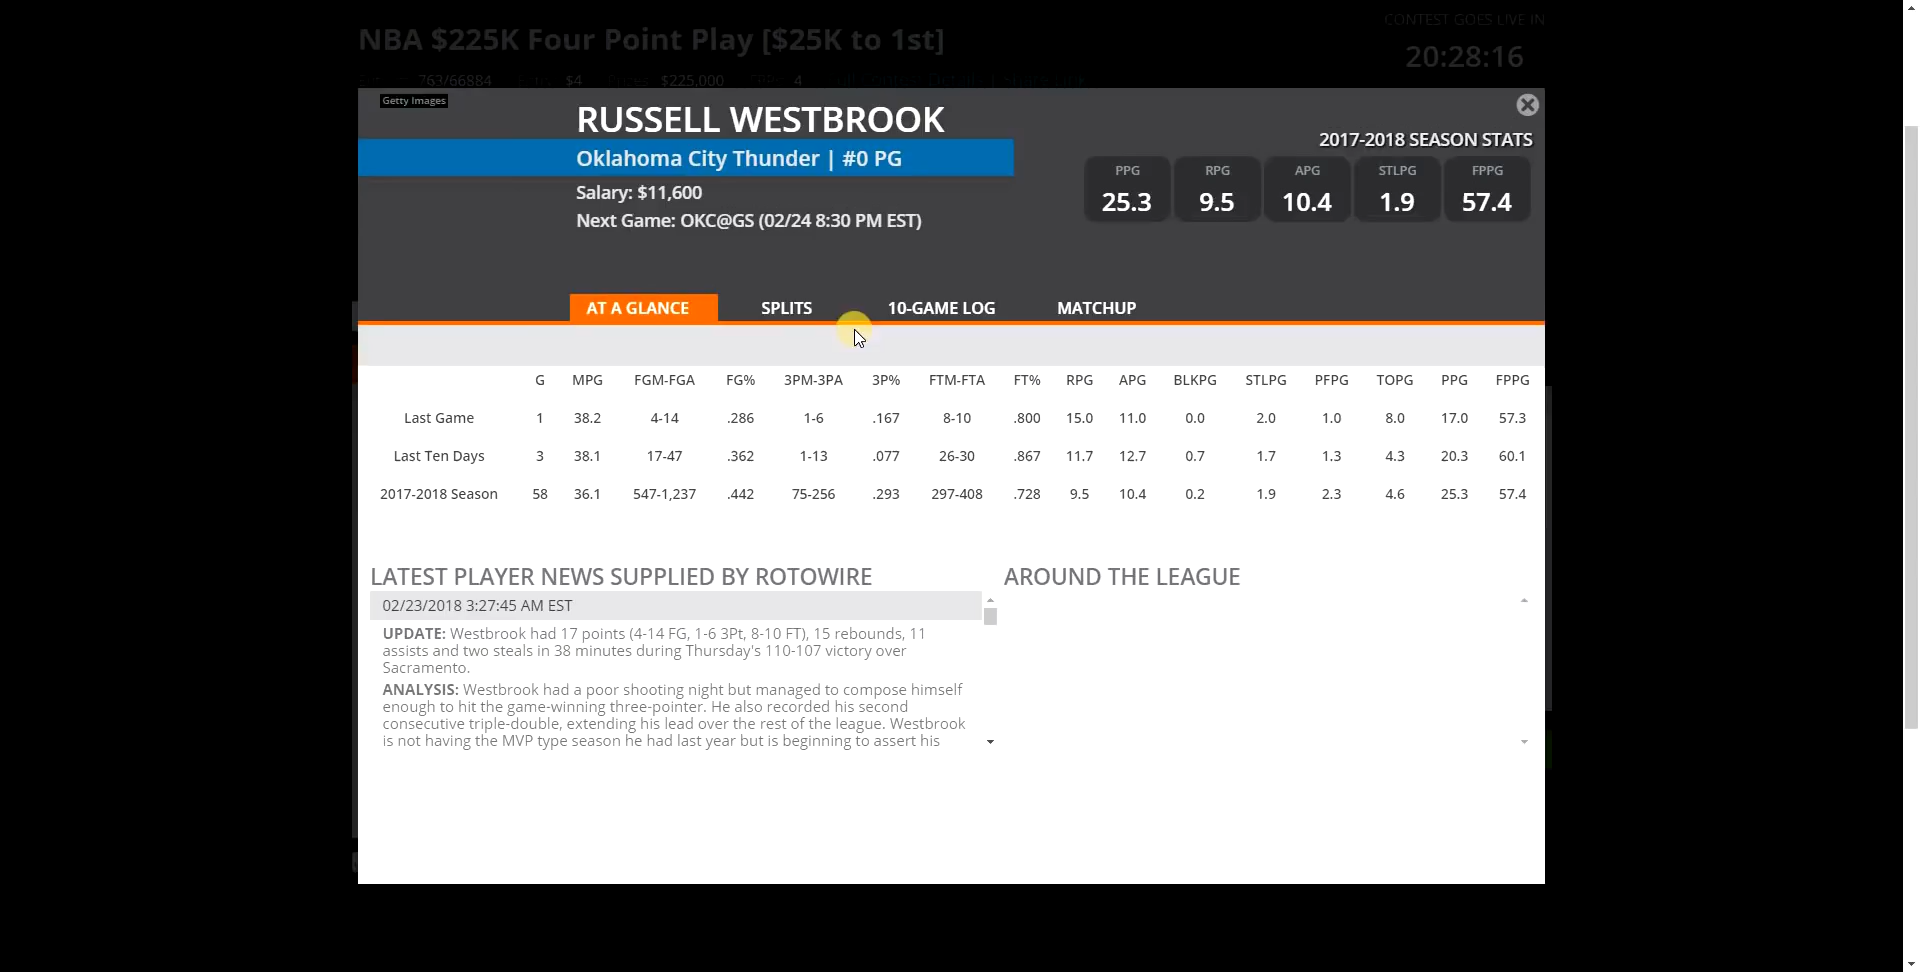 NBA $225K Four Point Play [$25K to 1st]
CONTEST GOES LIVE IN
20:28:16
763/66884 $4 $225,000 4
Getty Images
RUSSELL WESTBROOK
Oklahoma City Thunder | #0 PG
Salary: $11,600
Next Game: OKC@GS (02/24 8:30 PM EST)
2017-2018 SEASON STATS
PPG RPG APG STLPG FPPG
25.3 9.5 10.4 1.9 57.4
AT A GLANCE SPLITS 10-GAME LOG MATCHUP
G MPG FGM-FGA FG% 3PM-3PA 3P% FTM-FTA FT% RPG APG BLKPG STLPG PFPG TOPG PPG FPPG
Last Game 1 38.2 4-14 .286 1-6 .167 8-10 .800 15.0 11.0 0.0 2.0 1.0 8.0 17.0 57.3
Last Ten Days 3 38.1 17-47 .362 1-13 .077 26-30 .867 11.7 12.7 0.7 1.7 1.3 4.3 20.3 60.1
2017-2018 Season 58 36.1 547-1,237 .442 75-256 .293 297-408 .728 9.5 10.4 0.2 1.9 2.3 4.6 25.3 57.4
LATEST PLAYER NEWS SUPPLIED BY ROTOWIRE
02/23/2018 3:27:45 AM EST
UPDATE: Westbrook had 17 points (4-14 FG, 1-6 3Pt, 8-10 FT), 15 rebounds, 11
assists and two steals in 38 minutes during Thursday's 110-107 victory over
Sacramento.
ANALYSIS: Westbrook had a poor shooting night but managed to compose himself
enough to hit the game-winning three-pointer. He also recorded his second
consecutive triple-double, extending his lead over the rest of the league. Westbrook
is not having the MVP type season he had last year but is beginning to assert his
AROUND THE LEAGUE